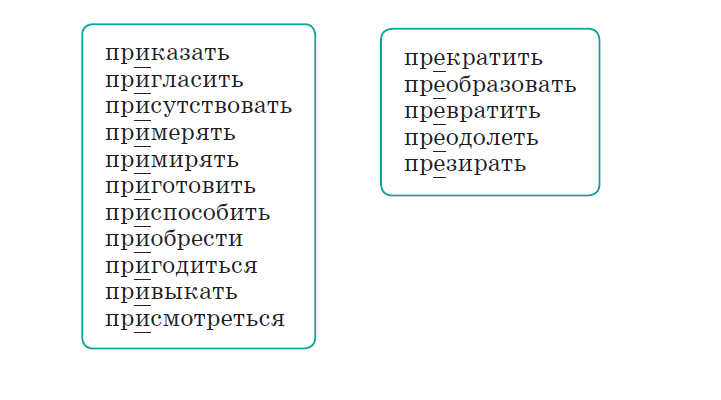 приказать
пригласить
присутствовать
примерять
примирять
приготовить
приспособить
приобрести
пригодиться
привыкать
присмотреться
прекратить
преобразовать
превратить
преодолеть
презирать